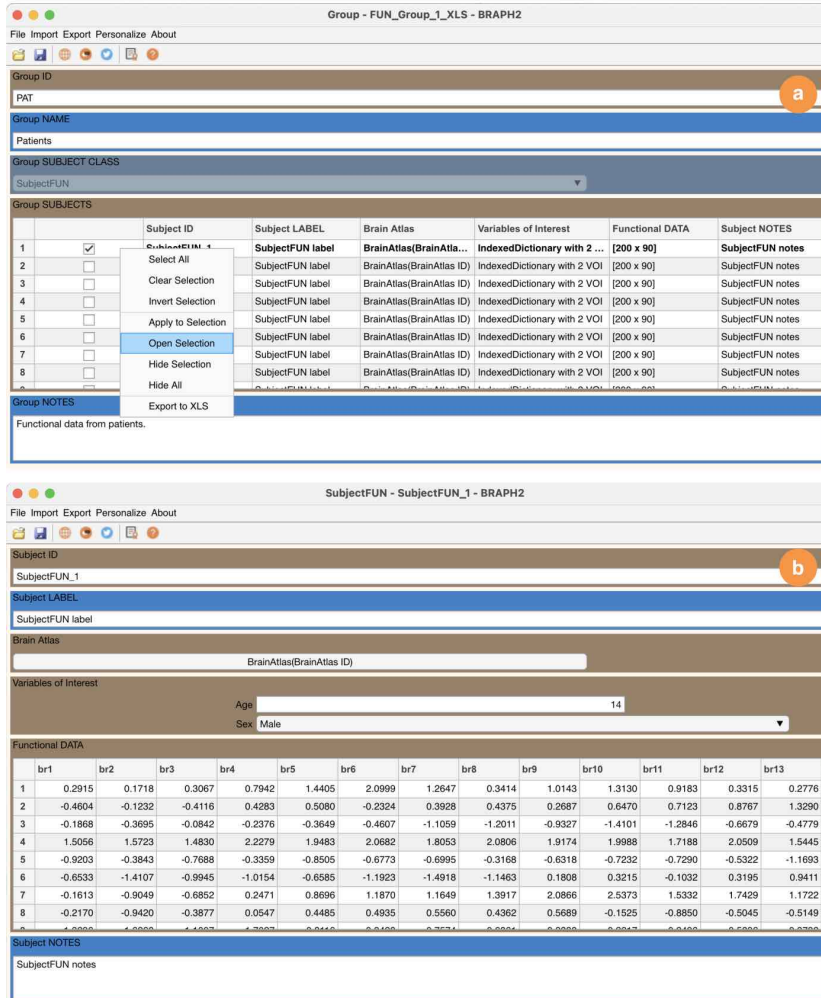 Group - FUN_Group_1_XLS - BRAPH2
File Import Export Personalize About
Group ID
PAT
a
Group NAME
Patients
Group SUBJECT CLASS
SubjectFUN
Group SUBJECTS
Subject ID Subject LABEL Brain Atlas Variables of Interest Functional DATA Subject NOTES
1 SubjectFUN_1 SubjectFUN label BrainAtlas(BrainAtla... IndexedDictionary with 2 ... [200 x 90] SubjectFUN notes
2 SubjectFUN label BrainAtlas(BrainAtlas ID) IndexedDictionary with 2 VOI [200 x 90] SubjectFUN notes
3 SubjectFUN label BrainAtlas(BrainAtlas ID) IndexedDictionary with 2 VOI [200 x 90] SubjectFUN notes
4 SubjectFUN label BrainAtlas(BrainAtlas ID) IndexedDictionary with 2 VOI [200 x 90] SubjectFUN notes
5 SubjectFUN label BrainAtlas(BrainAtlas ID) IndexedDictionary with 2 VOI [200 x 90] SubjectFUN notes
6 SubjectFUN label BrainAtlas(BrainAtlas ID) IndexedDictionary with 2 VOI [200 x 90] SubjectFUN notes
7 SubjectFUN label BrainAtlas(BrainAtlas ID) IndexedDictionary with 2 VOI [200 x 90] SubjectFUN notes
8 SubjectFUN label BrainAtlas(BrainAtlas ID) IndexedDictionary with 2 VOI [200 x 90] SubjectFUN notes
Select All
Clear Selection
Invert Selection
Apply to Selection
Open Selection
Hide Selection
Hide All
Export to XLS
Group NOTES
Functional data from patients.
SubjectFUN - SubjectFUN_1 - BRAPH2
File Import Export Personalize About
Subject ID
SubjectFUN_1
b
Subject LABEL
SubjectFUN label
Brain Atlas
BrainAtlas(BrainAtlas ID)
Variables of Interest
Age 14
Sex Male
Functional DATA
br1 br2 br3 br4 br5 br6 br7 br8 br9 br10 br11 br12 br13
1 0.2915 0.1718 0.3067 0.7942 1.4405 2.0999 1.2647 0.3414 1.0143 1.3130 0.9183 0.3315 0.2776
2 -0.4604 -0.1232 -0.4116 0.4283 0.5080 -0.2324 0.3928 0.4375 0.2687 0.6470 0.7123 0.8767 1.3290
3 -0.1868 -0.3695 -0.0842 -0.2376 -0.3649 -0.4607 -1.1059 -1.2011 -0.9327 -1.4101 -1.2846 -0.6679 -0.4779
4 1.5056 1.5723 1.4830 2.2279 1.9483 2.0682 1.8053 2.0806 1.9174 1.9988 1.7188 2.0509 1.5445
5 -0.9203 -0.3843 -0.7688 -0.3359 -0.8505 -0.6773 -0.6995 -0.3168 -0.6318 -0.7232 -0.7290 -0.5322 -1.1693
6 -0.6533 -1.4107 -0.9945 -1.0154 -0.6585 -1.1923 -1.4918 -1.1463 0.1808 0.3215 -0.1032 0.3195 0.9411
7 -0.1613 -0.9049 -0.6852 0.2471 0.8696 1.1870 1.1649 1.3917 2.0866 2.5373 1.5332 1.7429 1.1722
8 -0.2170 -0.9420 -0.3877 0.0547 0.4485 0.4935 0.5560 0.4362 0.5689 -0.1525 -0.8850 -0.5045 -0.5149
Subject NOTES
SubjectFUN notes